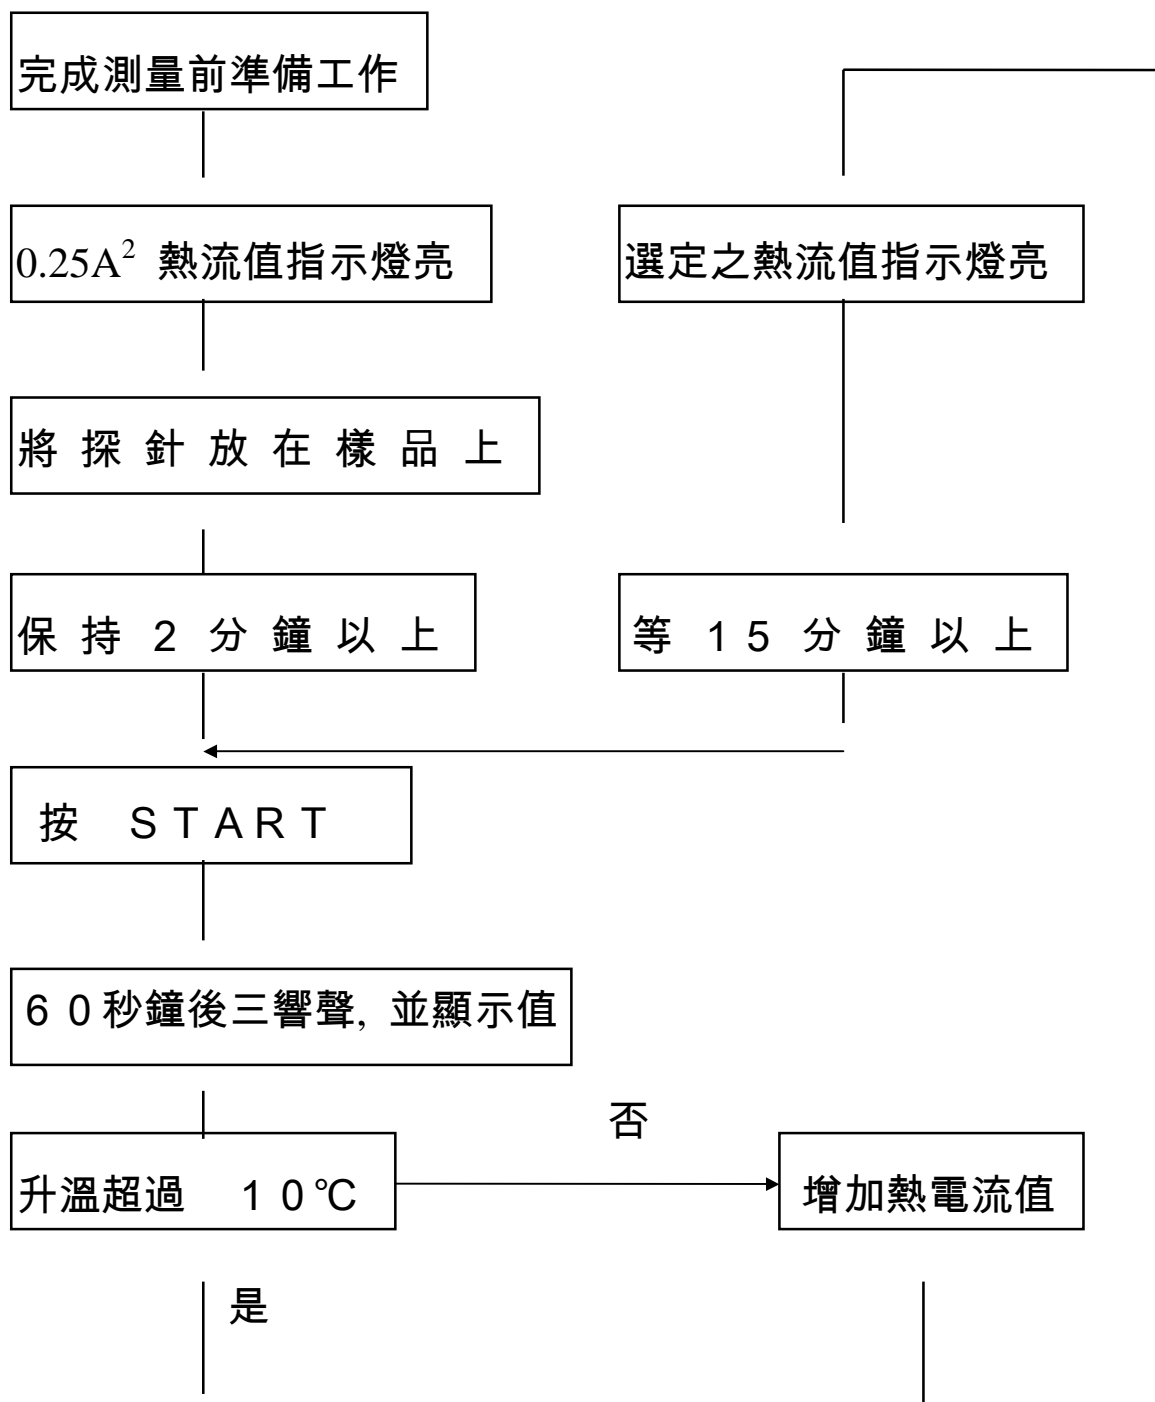 完成測量前準備工作
0.25A² 熱流值指示燈亮
選定之熱流值指示燈亮
將探針放在樣品上
保持2分鐘以上
等15分鐘以上
按 START
60秒鐘後三響聲, 並顯示值
否
升溫超過 10℃
增加熱電流值
是